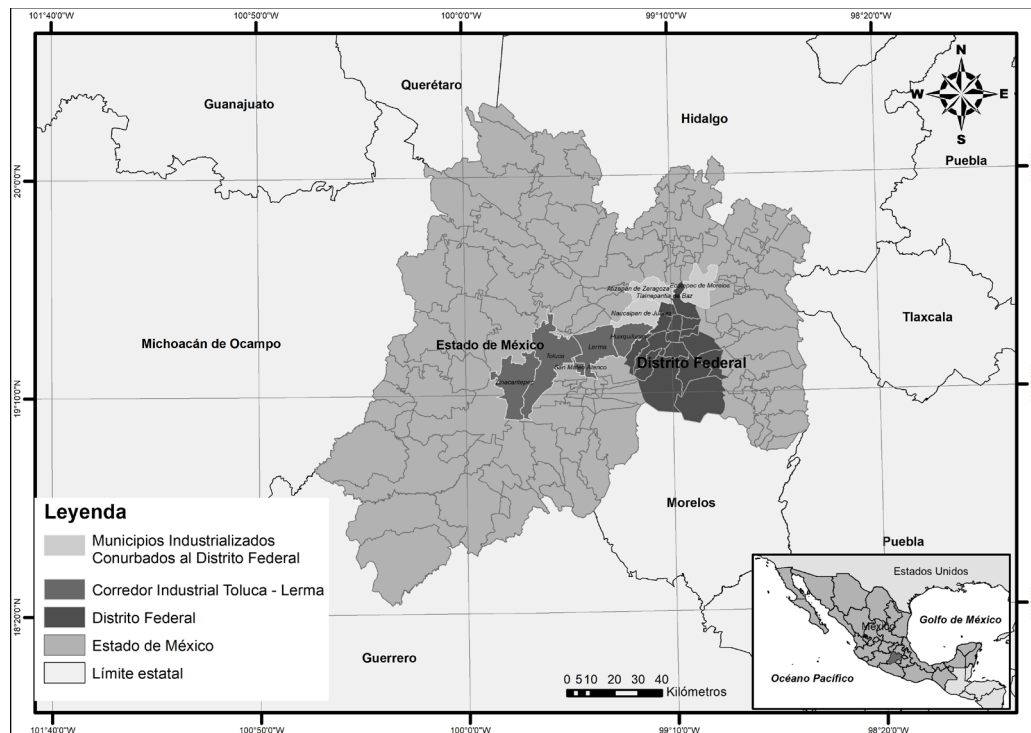 101°40'0"W 100°50'0"W 100°0'0"W 99°10'0"W 98°20'0"W
N
W E
S
Querétaro
Guanajuato
Hidalgo
Puebla
20°0'0"N
Ecatepec de Morelos
Atizapán de Zaragoza
Tlalnepantla de Baz
Naucalpan de Juárez
Tlaxcala
Michoacán de Ocampo
Estado de México
Huixquilucan
Lerma
Toluca
Distrito Federal
San Mateo Atenco
Zinacantepec
19°10'0"N
Morelos
Puebla
Leyenda
Municipios Industrializados
Conurbados al Distrito Federal
Corredor Industrial Toluca - Lerma
Distrito Federal
Estado de México
Límite estatal
18°20'0"N
Guerrero
0 5 10 20 30 40
Kilómetros
Estados Unidos
Golfo de México
México
Océano Pacífico
101°40'0"W 100°50'0"W 100°0'0"W 99°10'0"W 98°20'0"W